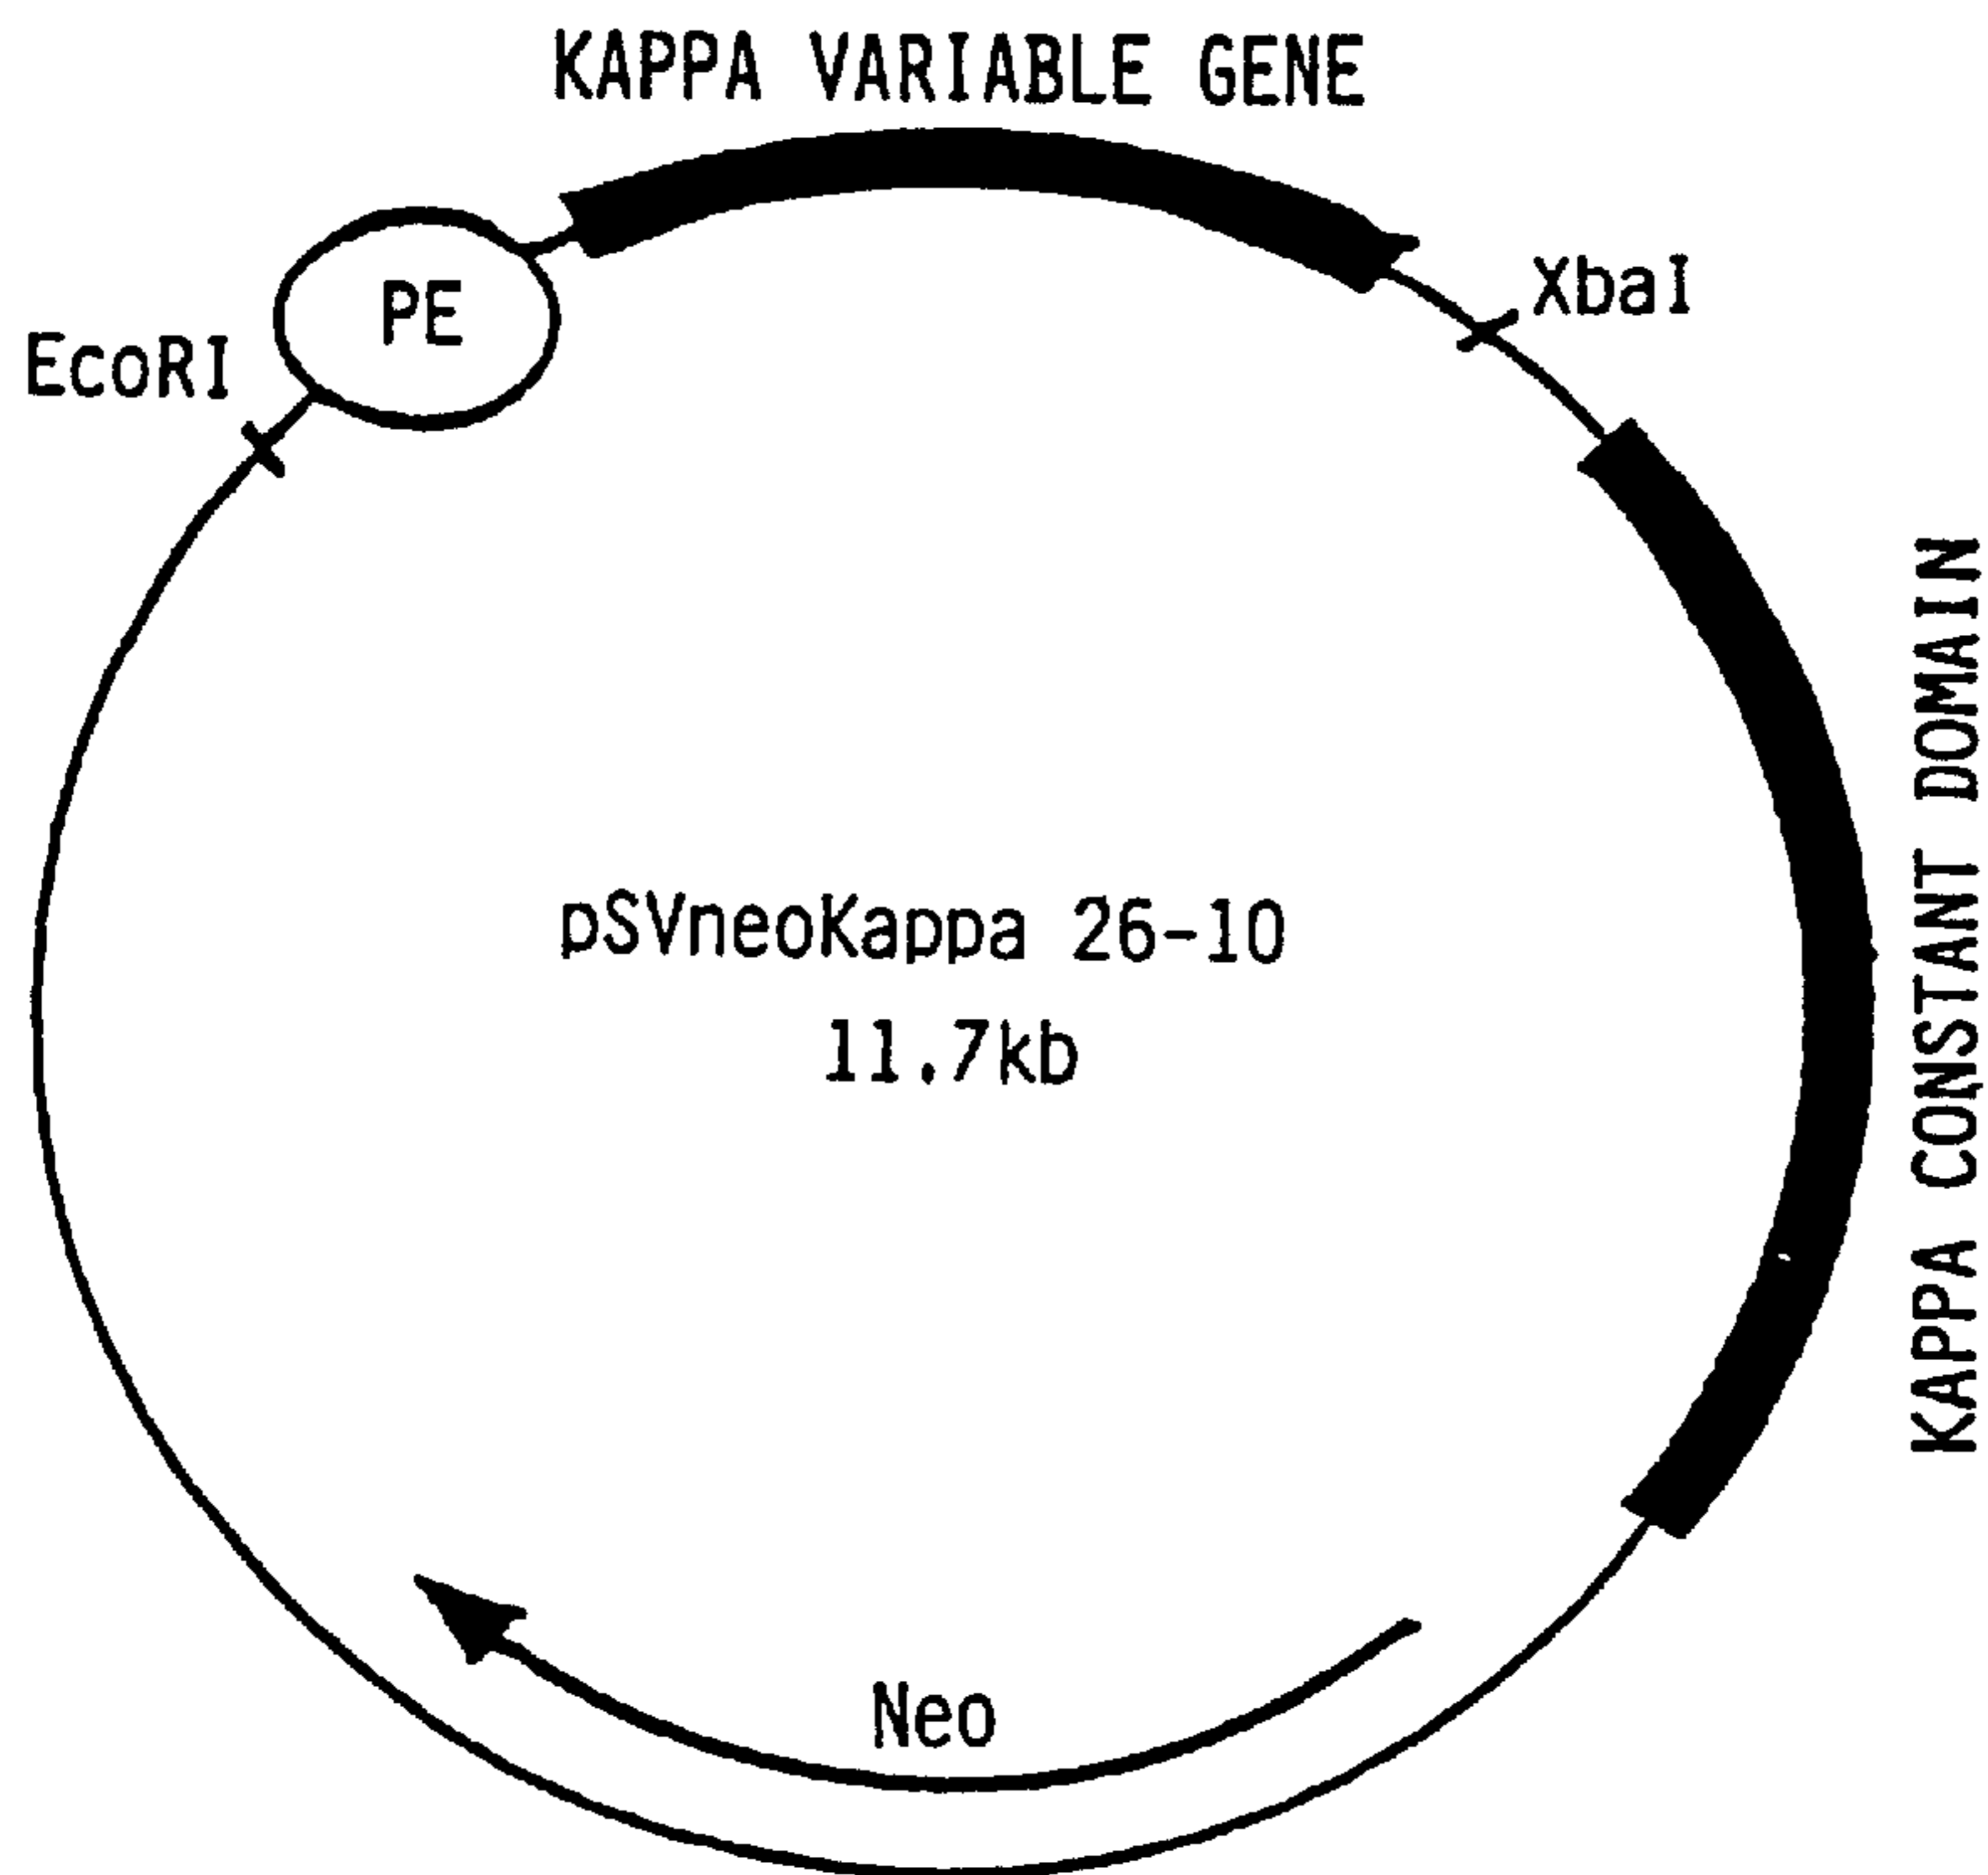 KAPPA VARIABLE GENE
PE
EcoRI
XbaI
KAPPA CONSTANT DOMAIN
pSVneoKappa 26-10
11.7kb
Neo